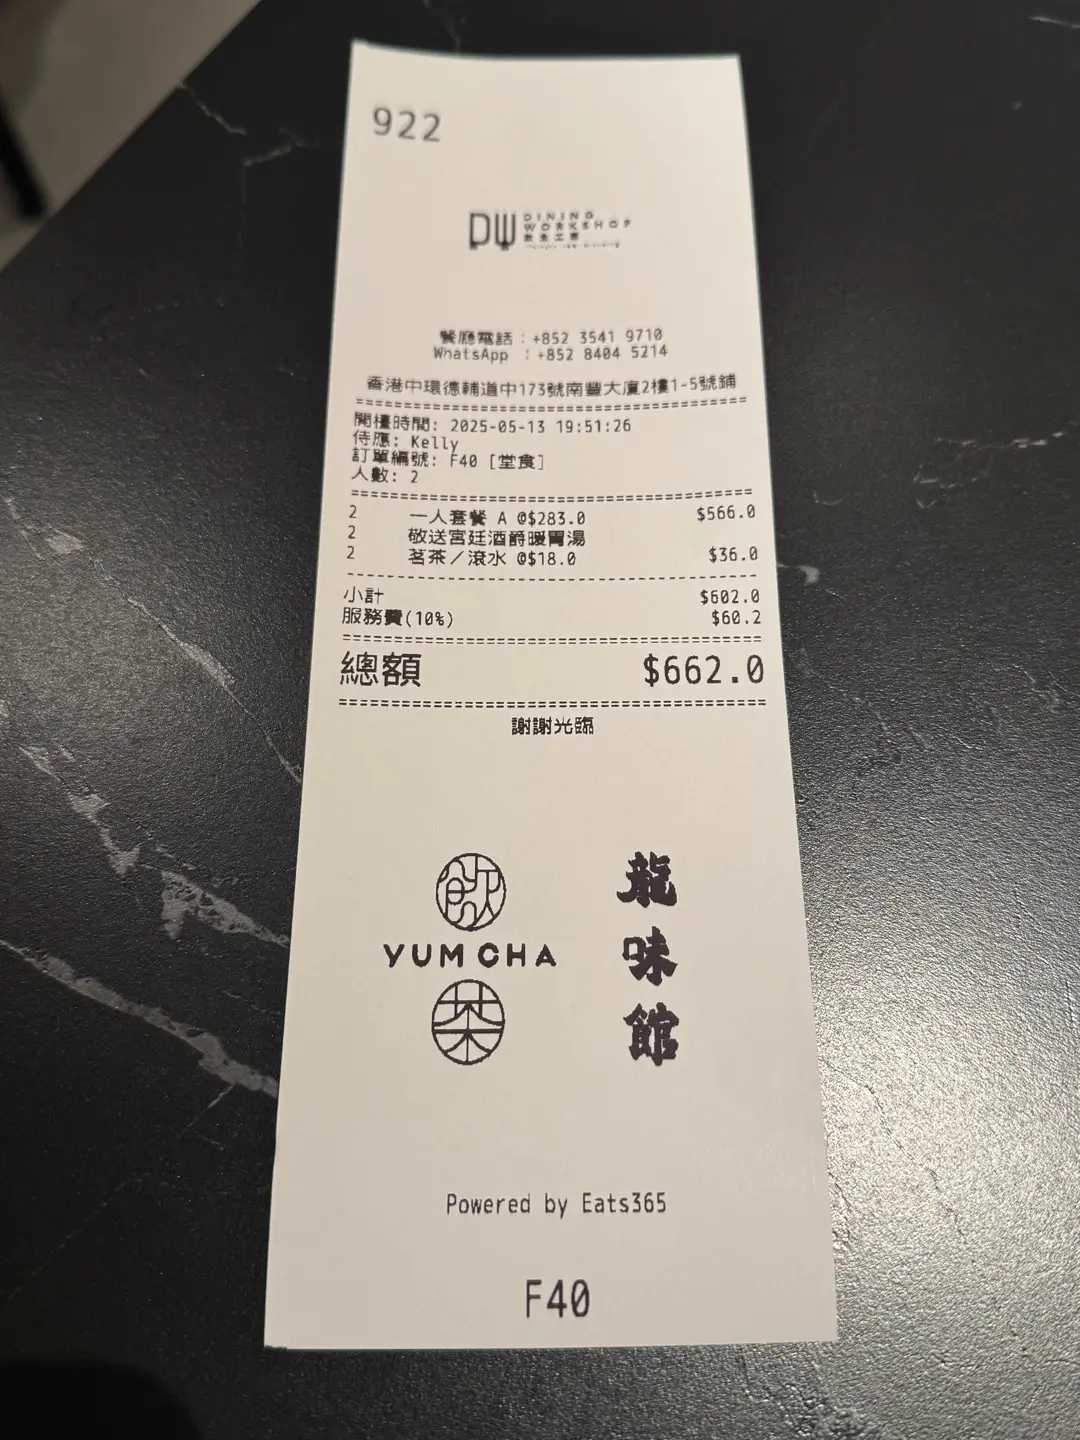 922
DW DINING
WORKSHOP
飲食工房
餐廳電話：+852 3541 9710
WhatsApp ：+852 8404 5214
香港中環德輔道中173號南豐大廈2樓1-5號鋪
================================================
開檯時間: 2025-05-13 19:51:26
侍應: Kelly
訂單編號: F40 [堂食]
人數: 2
================================================
2 一人套餐 A @$283.0 $566.0
2 敬送宮廷酒爵暖胃湯
2 茗茶／滾水 @$18.0 $36.0
------------------------------------------------
小計 $602.0
服務費(10%) $60.2
================================================
總額 $662.0
================================================
謝謝光臨
飲
YUM CHA
茶
龍味館
Powered by Eats365
F40